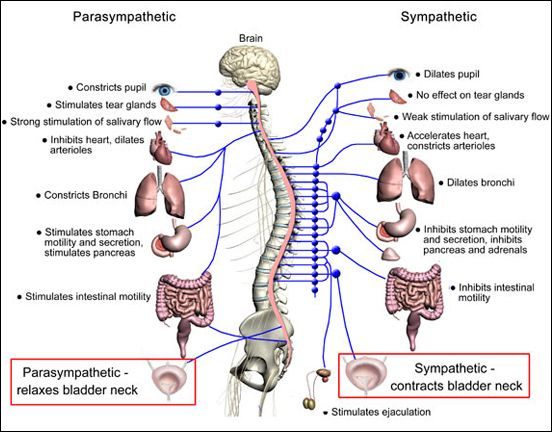 Parasympathetic
Sympathetic
Brain
• Constricts pupil
• Stimulates tear glands
• Strong stimulation of salivary flow
• Inhibits heart, dilates
arterioles
• Constricts Bronchi
• Stimulates stomach
motility and secretion,
stimulates pancreas
• Stimulates intestinal motility
Parasympathetic -
relaxes bladder neck
• Dilates pupil
• No effect on tear glands
• Weak stimulation of salivary flow
• Accelerates heart,
constricts arterioles
• Dilates bronchi
• Inhibits stomach motility
and secretion, inhibits
pancreas and adrenals
• Inhibits intestinal
motility
Sympathetic -
contracts bladder neck
• Stimulates ejaculation